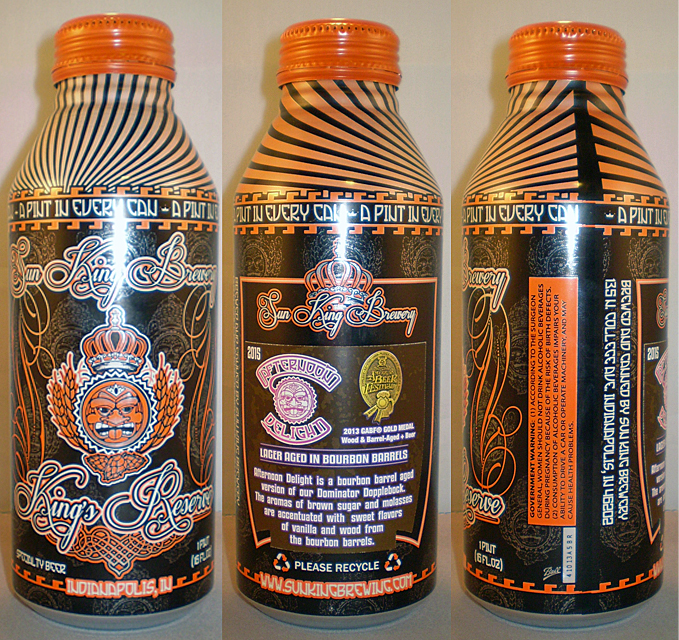 A PINT IN EVERY CAN - A PINT IN
Sun King Brewery
King's Reserve
SPECIALTY BEER
1 PINT
(16 FL.OZ)
INDIANAPOLIS, IN
A PINT IN EVERY CAN - A PINT IN EVERY
Sun King Brewery
2015
AFTERNOON
DELIGHT
2013 GABF® GOLD MEDAL
Wood & Barrel-Aged + Beer
LAGER AGED IN BOURBON BARRELS
Afternoon Delight is a bourbon barrel aged
version of our Dominator Dopplebock.
The aromas of brown sugar and molasses
are accentuated with sweet flavors
of vanilla and wood from
the bourbon barrels.
PLEASE RECYCLE
WWW.SUNKINGBREWING.COM
A PINT IN EVERY CAN - A PINT
Brewery
Reserve
1 PINT
(16 FL.OZ)
GOVERNMENT WARNING: (1) ACCORDING TO THE SURGEON
GENERAL, WOMEN SHOULD NOT DRINK ALCOHOLIC BEVERAGES
DURING PREGNANCY BECAUSE OF THE RISK OF BIRTH DEFECTS.
(2) CONSUMPTION OF ALCOHOLIC BEVERAGES IMPAIRS YOUR
ABILITY TO DRIVE A CAR OR OPERATE MACHINERY, AND MAY
CAUSE HEALTH PROBLEMS.
Ball
41013A5BR
BREWED AND OWNED BY SUN KING BREWERY
135 N. COLLEGE AVE INDIANAPOLIS, IN 46202
2015